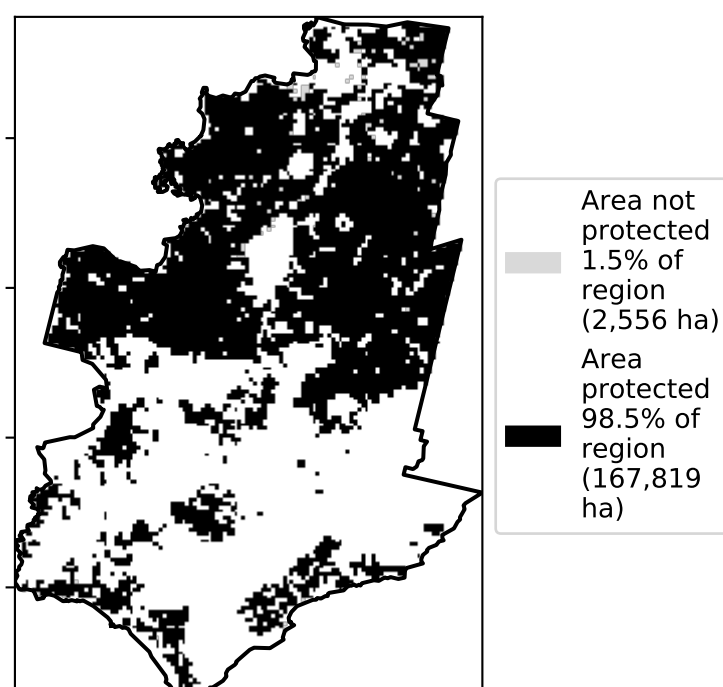 Area not
protected
1.5% of
region
(2,556 ha)
Area
protected
98.5% of
region
(167,819
ha)